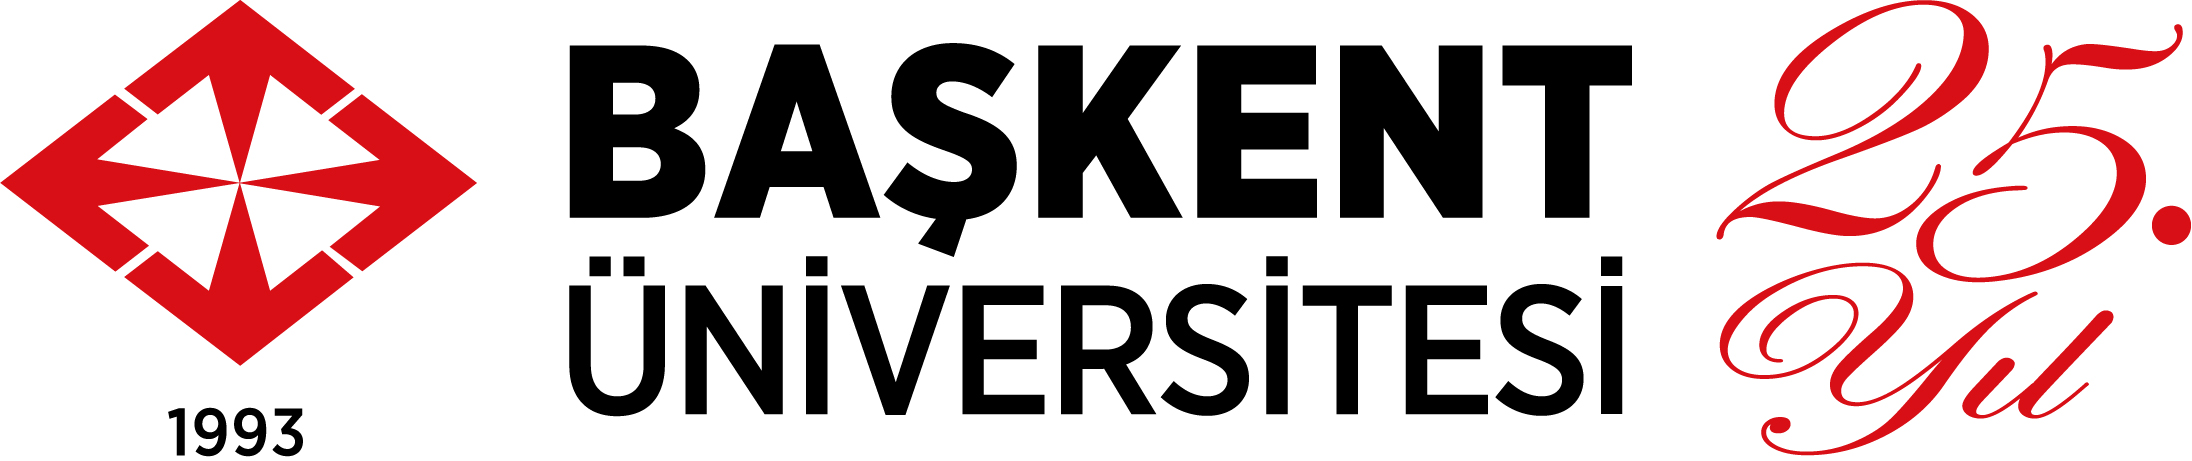 1993
BAŞKENT
ÜNİVERSİTESİ
25.
Yıl